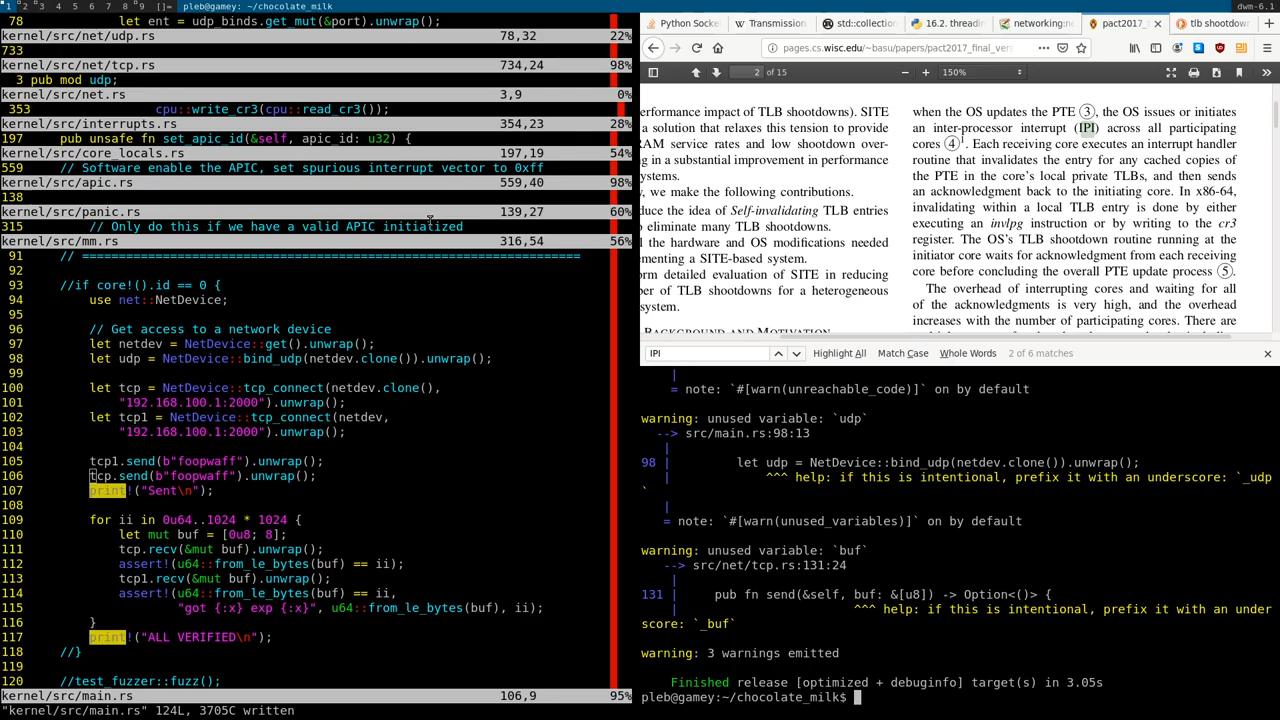 1 2 3 4 5 6 7 8 9 []= pleb@gamey:~/chocolate_milk
dwm-6.1
78 let ent = udp_binds.get_mut(&port).unwrap();
kernel/src/net/udp.rs 78,32 22%
733
kernel/src/net/tcp.rs 734,24 98%
3 pub mod udp;
kernel/src/net.rs 3,9 0%
353 cpu::write_cr3(cpu::read_cr3());
kernel/src/interrupts.rs 354,23 28%
197 pub unsafe fn set_apic_id(&self, apic_id: u32) {
kernel/src/core_locals.rs 197,19 54%
559 // Software enable the APIC, set spurious interrupt vector to 0xff
kernel/src/apic.rs 559,40 98%
138
kernel/src/panic.rs 139,27 60%
315 // Only do this if we have a valid APIC initiatlized
kernel/src/mm.rs 316,54 56%
91 // =====================================================================
92
93 //if core!().id == 0 {
94 use net::NetDevice;
95
96 // Get access to a network device
97 let netdev = NetDevice::get().unwrap();
98 let udp = NetDevice::bind_udp(netdev.clone()).unwrap();
99
100 let tcp = NetDevice::tcp_connect(netdev.clone(),
101 "192.168.100.1:2000").unwrap();
102 let tcp1 = NetDevice::tcp_connect(netdev,
103 "192.168.100.1:2000").unwrap();
104
105 tcp1.send(b"foopwaff").unwrap();
106 tcp.send(b"foopwaff").unwrap();
107 print!("Sent\n");
108
109 for ii in 0u64..1024 * 1024 {
110 let mut buf = [0u8; 8];
111 tcp.recv(&mut buf).unwrap();
112 assert!(u64::from_le_bytes(buf) == ii);
113 tcp1.recv(&mut buf).unwrap();
114 assert!(u64::from_le_bytes(buf) == ii,
115 "got {:x} exp {:x}", u64::from_le_bytes(buf), ii);
116 }
117 print!("ALL VERIFIED\n");
118 //}
119
120 //test_fuzzer::fuzz();
kernel/src/main.rs 106,9 95%
"kernel/src/main.rs" 124L, 3705C written
Python Socke
Transmission
std::collection
16.2. threadin
networking:ne
pact2017_fina
tlb shootdown
pages.cs.wisc.edu/~basu/papers/pact2017_final_ver
2 of 15
150%
erformance impact of TLB shootdowns). SITE
a solution that relaxes this tension to provide
RAM service rates and low shootdown over-
ng in a substantial improvement in performance
ystems.
, we make the following contributions.
duce the idea of Self-invalidating TLB entries
o eliminate many TLB shootdowns.
l the hardware and OS modifications needed
ementing a SITE-based system.
orm detailed evaluation of SITE in reducing
ber of TLB shootdowns for a heterogeneous
system.
BACKGROUND AND MOTIVATION
when the OS updates the PTE ③, the OS issues or initiates
an inter-processor interrupt (IPI) across all participating
cores ④. Each receiving core executes an interrupt handler
routine that invalidates the entry for any cached copies of
the PTE in the core's local private TLBs, and then sends
an acknowledgment back to the initiating core. In x86-64,
invalidating within a local TLB entry is done by either
executing an invlpg instruction or by writing to the cr3
register. The OS's TLB shootdown routine running at the
initiator core waits for acknowledgment from each receiving
core before concluding the overall PTE update process ⑤.
The overhead of interrupting cores and waiting for all
of the acknowledgments is very high, and the overhead
increases with the number of participating cores. There are
IPI
Highlight All Match Case Whole Words 2 of 6 matches
|
= note: `#[warn(unreachable_code)]` on by default
warning: unused variable: `udp`
--> src/main.rs:98:13
|
98 | let udp = NetDevice::bind_udp(netdev.clone()).unwrap();
| ^^^ help: if this is intentional, prefix it with an underscore: `_udp
`
|
= note: `#[warn(unused_variables)]` on by default
warning: unused variable: `buf`
--> src/net/tcp.rs:131:24
|
131 | pub fn send(&self, buf: &[u8]) -> Option<()> {
| ^^^ help: if this is intentional, prefix it with an under
score: `_buf`
warning: 3 warnings emitted
Finished release [optimized + debuginfo] target(s) in 3.05s
pleb@gamey:~/chocolate_milk$